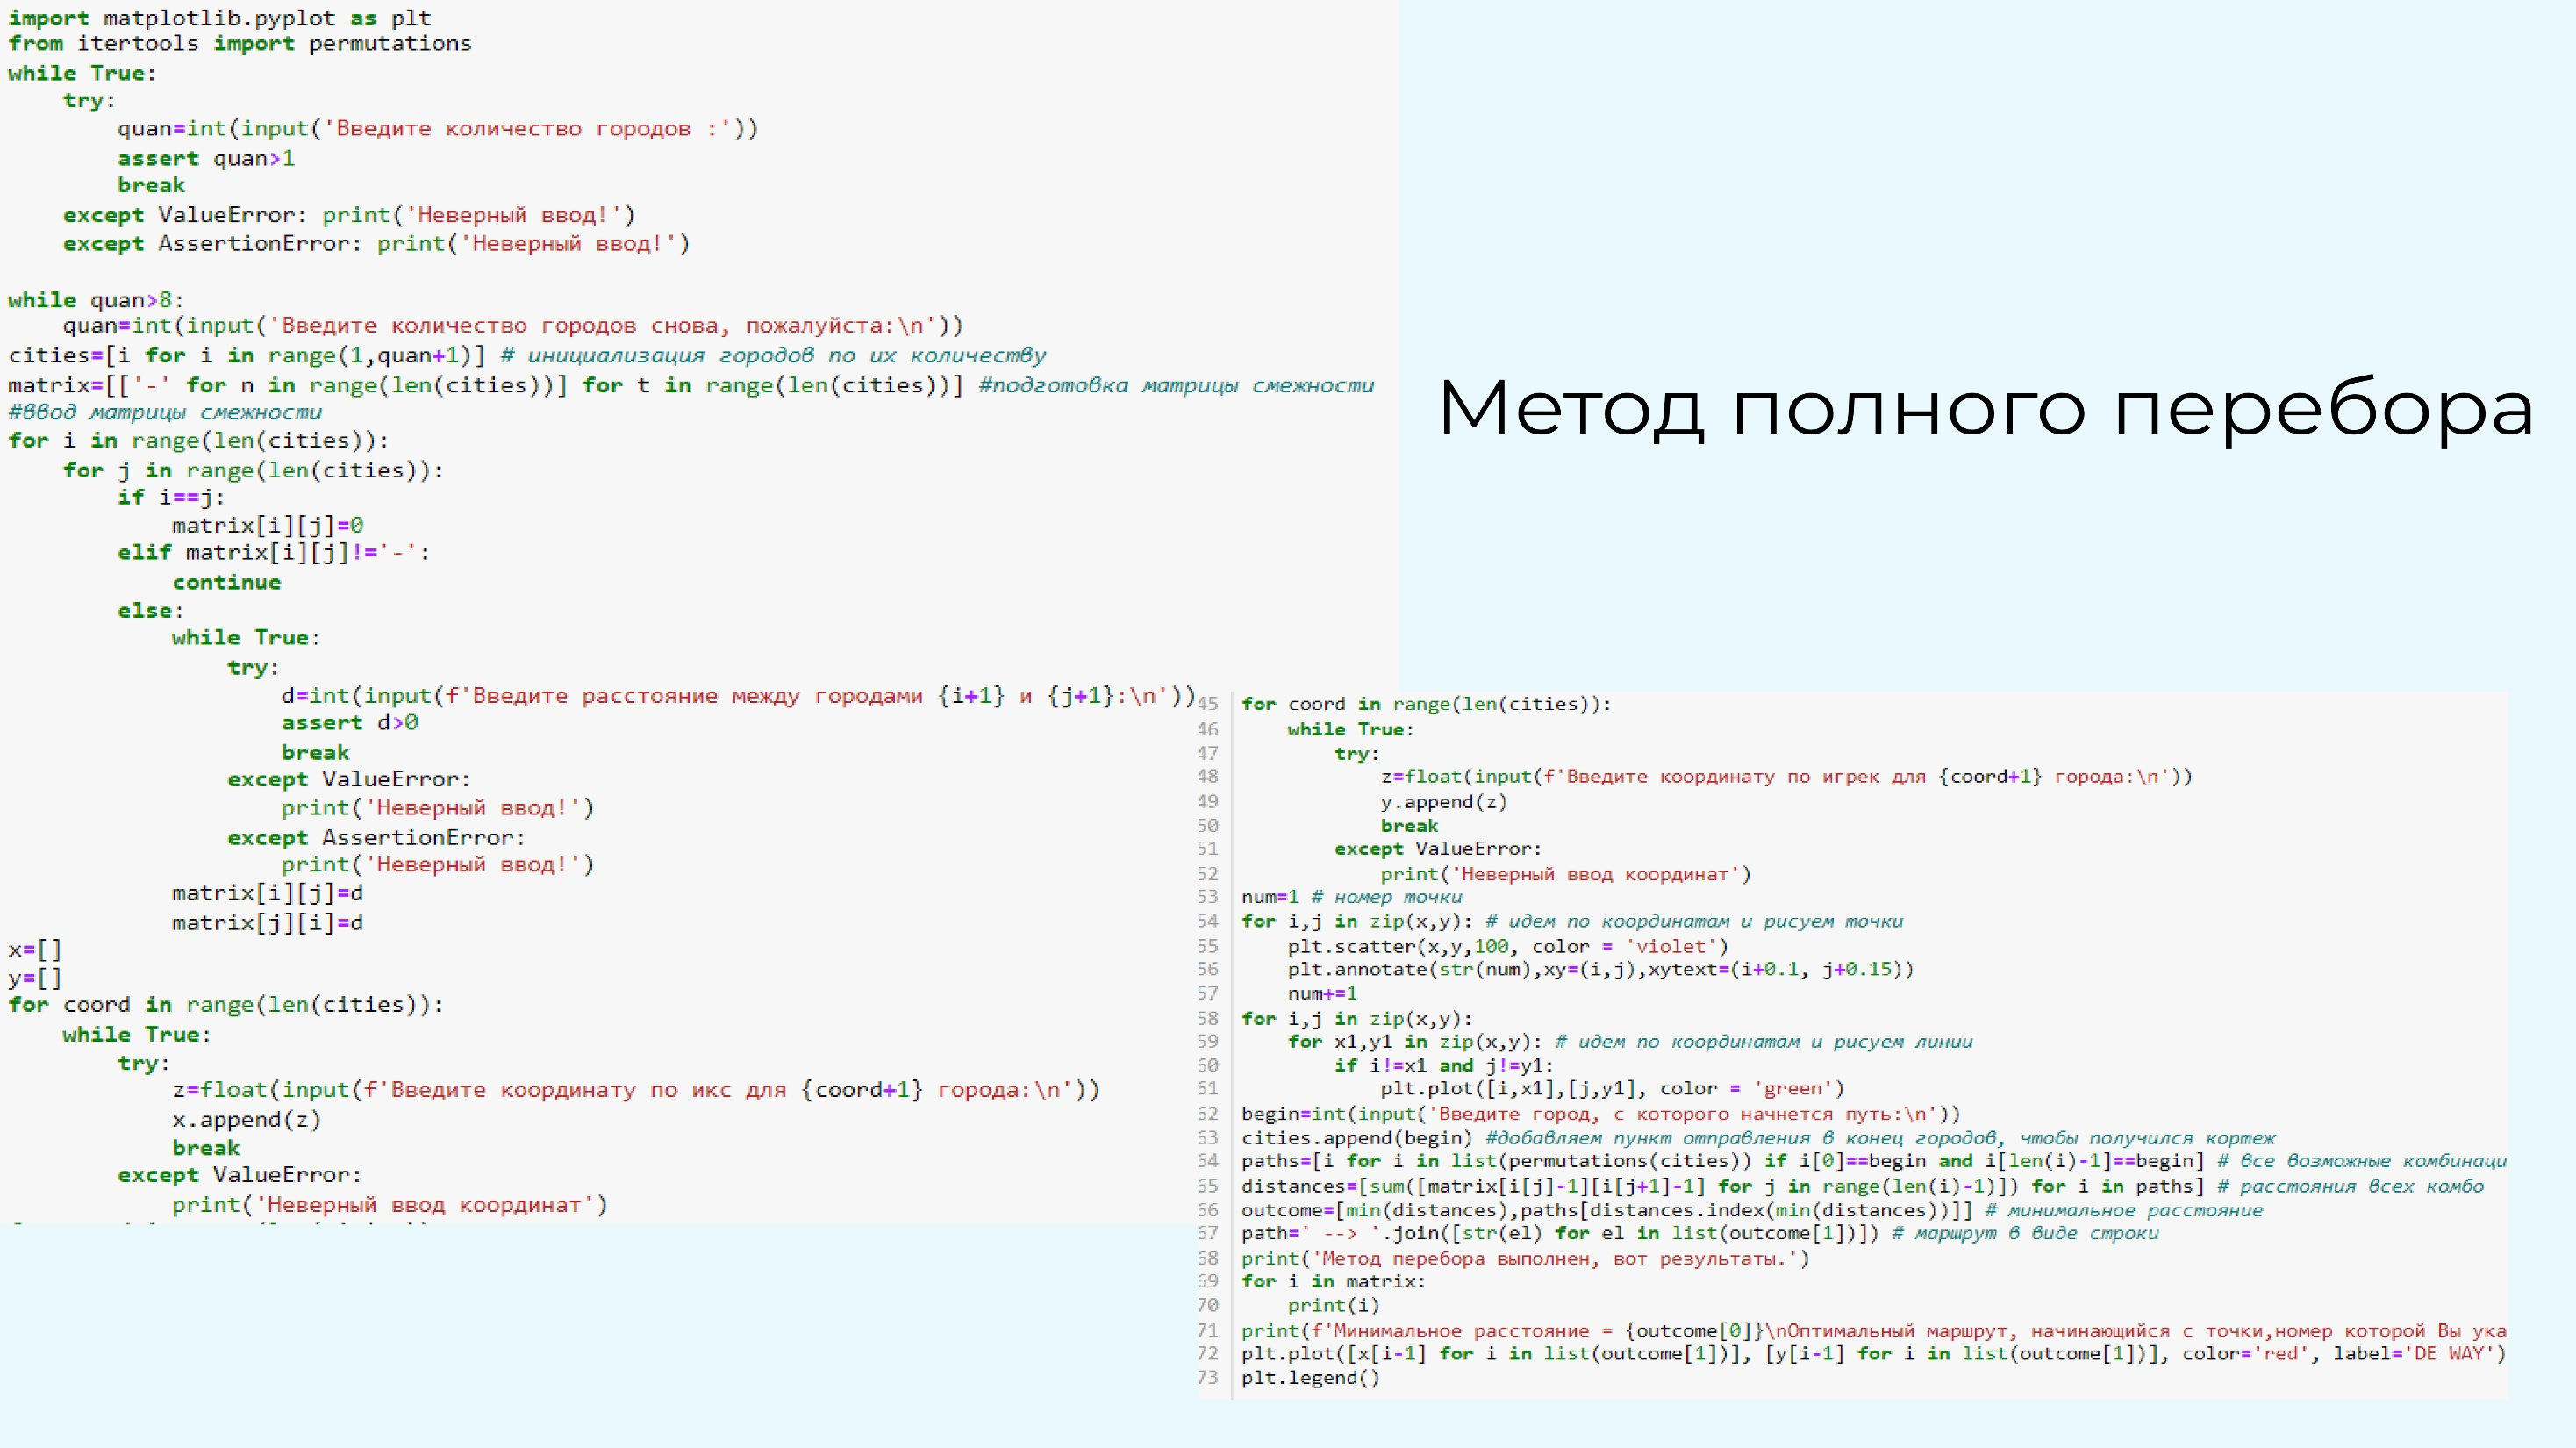 import matplotlib.pyplot as plt
from itertools import permutations
while True:
    try:
        quan=int(input('Введите количество городов :'))
        assert quan>1
        break
    except ValueError: print('Неверный ввод!')
    except AssertionError: print('Неверный ввод!')

while quan>8:
    quan=int(input('Введите количество городов снова, пожалуйста:\n'))
cities=[i for i in range(1,quan+1)] # инициализация городов по их количеству
matrix=[['-' for n in range(len(cities))] for t in range(len(cities))] #подготовка матрицы смежности
#ввод матрицы смежности
for i in range(len(cities)):
    for j in range(len(cities)):
        if i==j:
            matrix[i][j]=0
        elif matrix[i][j]!='-':
            continue
        else:
            while True:
                try:
                    d=int(input(f'Введите расстояние между городами {i+1} и {j+1}:\n'))
                    assert d>0
                    break
                except ValueError:
                    print('Неверный ввод!')
                except AssertionError:
                    print('Неверный ввод!')
            matrix[i][j]=d
            matrix[j][i]=d
x=[]
y=[]
for coord in range(len(cities)):
    while True:
        try:
            z=float(input(f'Введите координату по икс для {coord+1} города:\n'))
            x.append(z)
            break
        except ValueError:
            print('Неверный ввод координат')
Метод полного перебора
45 for coord in range(len(cities)):
46     while True:
47         try:
48             z=float(input(f'Введите координату по игрек для {coord+1} города:\n'))
49             y.append(z)
50             break
51         except ValueError:
52             print('Неверный ввод координат')
53 num=1 # номер точки
54 for i,j in zip(x,y): # идем по координатам и рисуем точки
55     plt.scatter(x,y,100, color = 'violet')
56     plt.annotate(str(num),xy=(i,j),xytext=(i+0.1, j+0.15))
57     num+=1
58 for i,j in zip(x,y):
59     for x1,y1 in zip(x,y): # идем по координатам и рисуем линии
60         if i!=x1 and j!=y1:
61             plt.plot([i,x1],[j,y1], color = 'green')
62 begin=int(input('Введите город, с которого начнется путь:\n'))
63 cities.append(begin) #добавляем пункт отправления в конец городов, чтобы получился кортеж
64 paths=[i for i in list(permutations(cities)) if i[0]==begin and i[len(i)-1]==begin] # все возможные комбинаци
65 distances=[sum([matrix[i[j]-1][i[j+1]-1] for j in range(len(i)-1)]) for i in paths] # расстояния всех комбо
66 outcome=[min(distances),paths[distances.index(min(distances))]] # минимальное расстояние
67 path=' --> '.join([str(el) for el in list(outcome[1])]) # маршрут в виде строки
68 print('Метод перебора выполнен, вот результаты.')
69 for i in matrix:
70     print(i)
71 print(f'Минимальное расстояние = {outcome[0]}\nОптимальный маршрут, начинающийся с точки,номер которой Вы ука
72 plt.plot([x[i-1] for i in list(outcome[1])], [y[i-1] for i in list(outcome[1])], color='red', label='DE WAY')
73 plt.legend()